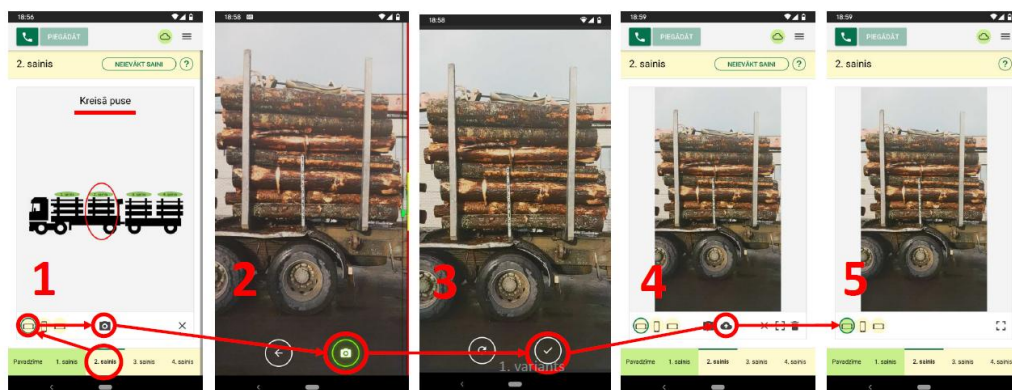 18:56
PIEGĀDĀT
2. sainis
NEIEVĀKT SAINI
?
Kreisā puse
1
Pavadzīme
1. sainis
2. sainis
3. sainis
4. sainis
18:58
2
18:58
3
1. variants
18:59
PIEGĀDĀT
2. sainis
NEIEVĀKT SAINI
?
4
Pavadzīme
1. sainis
2. sainis
3. sainis
4. sainis
18:59
PIEGĀDĀT
2. sainis
?
5
Pavadzīme
1. sainis
2. sainis
3. sainis
4. sainis